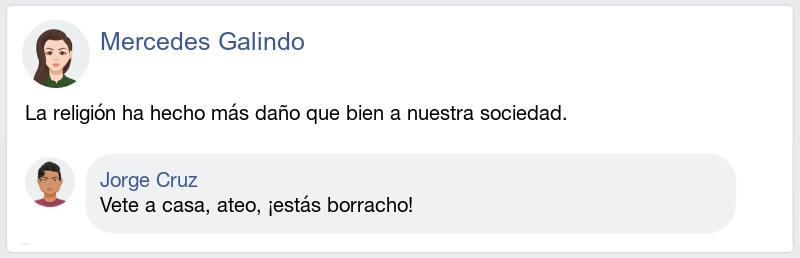 Mercedes Galindo
La religión ha hecho más daño que bien a nuestra sociedad.
Jorge Cruz
Vete a casa, ateo, ¡estás borracho!